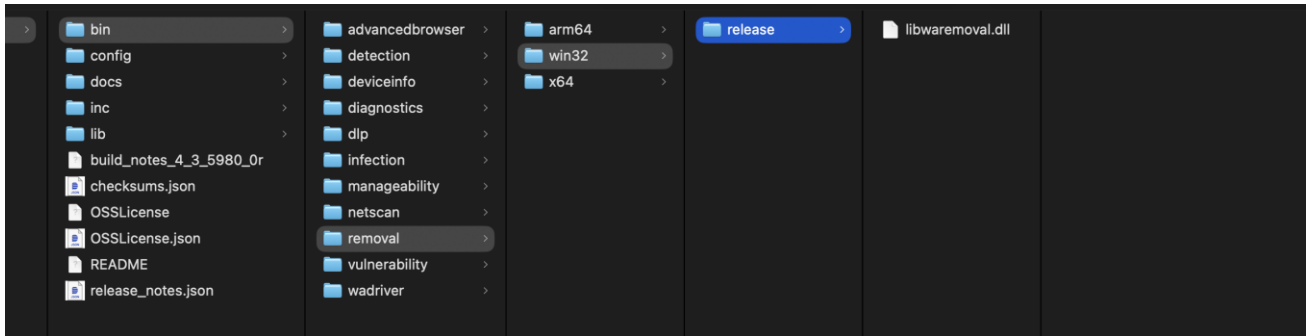 bin
config
docs
inc
lib
build_notes_4_3_5980_0r
checksums.json
OSSLicense
OSSLicense.json
README
release_notes.json
advancedbrowser
detection
deviceinfo
diagnostics
dlp
infection
manageability
netscan
removal
vulnerability
wadriver
arm64
win32
x64
release
libwaremoval.dll